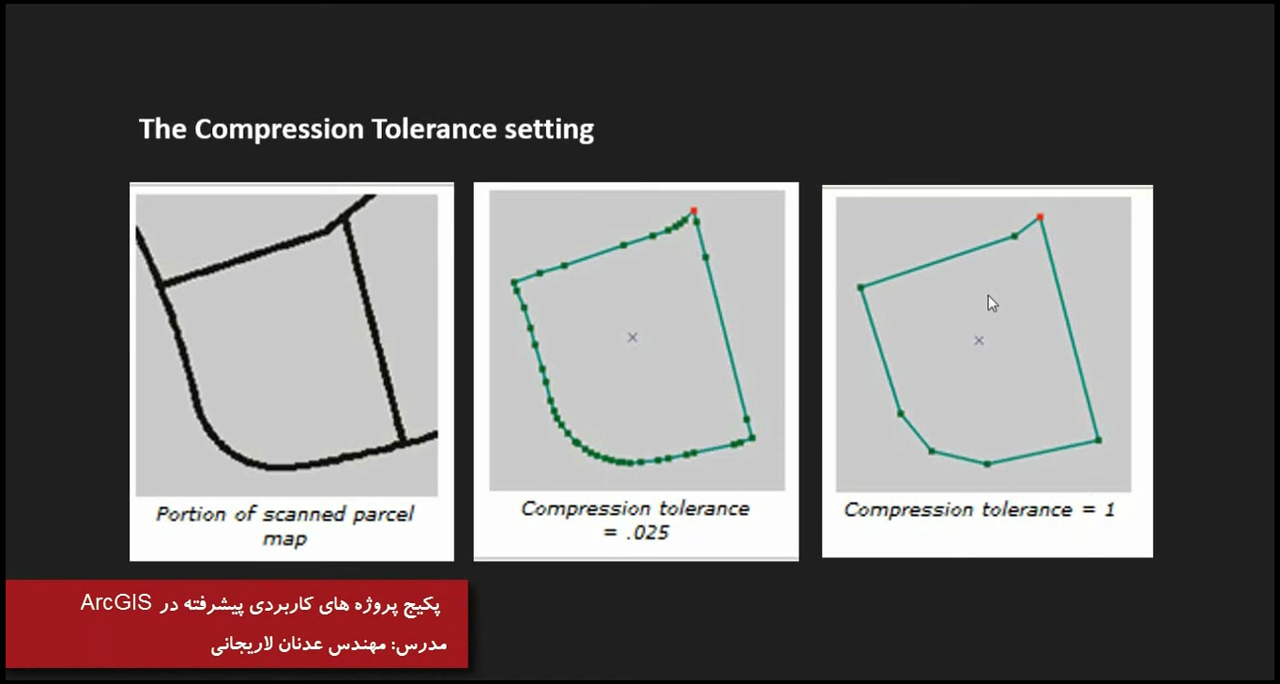 The Compression Tolerance setting
Portion of scanned parcel
map
Compression tolerance
= .025
Compression tolerance = 1
پکیج پروژه های کاربردی پیشرفته در ArcGIS
مدرس: مهندس عدنان لاریجانی